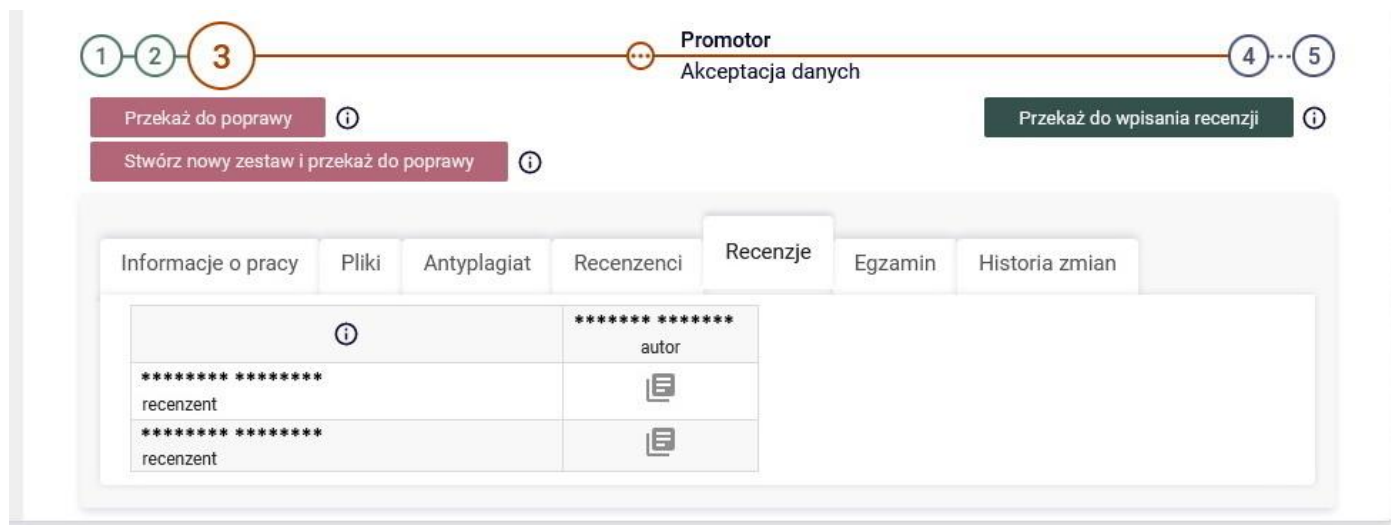 1 2 3 Promotor 4 5
Akceptacja danych
Przekaż do poprawy Przekaż do wpisania recenzji
Stwórz nowy zestaw i przekaż do poprawy
Informacje o pracy Pliki Antyplagiat Recenzenci Recenzje Egzamin Historia zmian
******* *******
autor
******** ********
recenzent
******** ********
recenzent